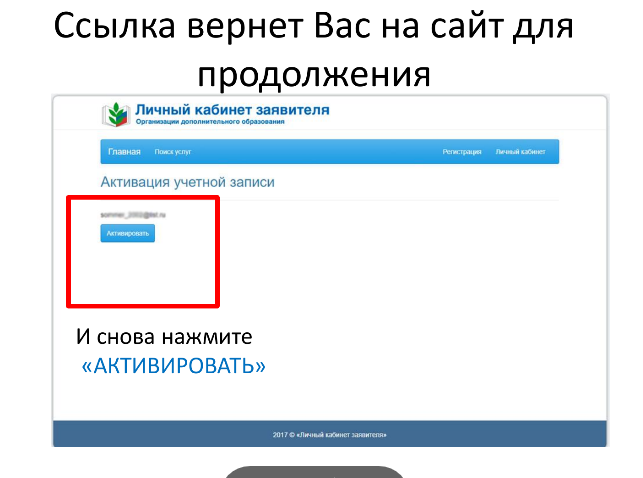 Ссылка вернет Вас на сайт для
продолжения
Личный кабинет заявителя
Организации дополнительного образования
Главная Поиск услуг Регистрация Личный кабинет
Активация учетной записи
Активировать
И снова нажмите
«АКТИВИРОВАТЬ»
2017 © «Личный кабинет заявителя»